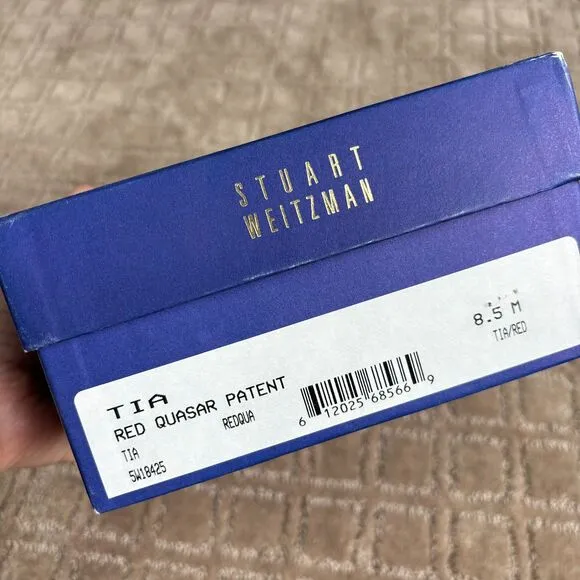 STUART
WEITZMAN
TIA
8.5 M
RED QUASAR PATENT
TIA/RED
TIA
REDQUA
5W18425
6 12025 68566 9